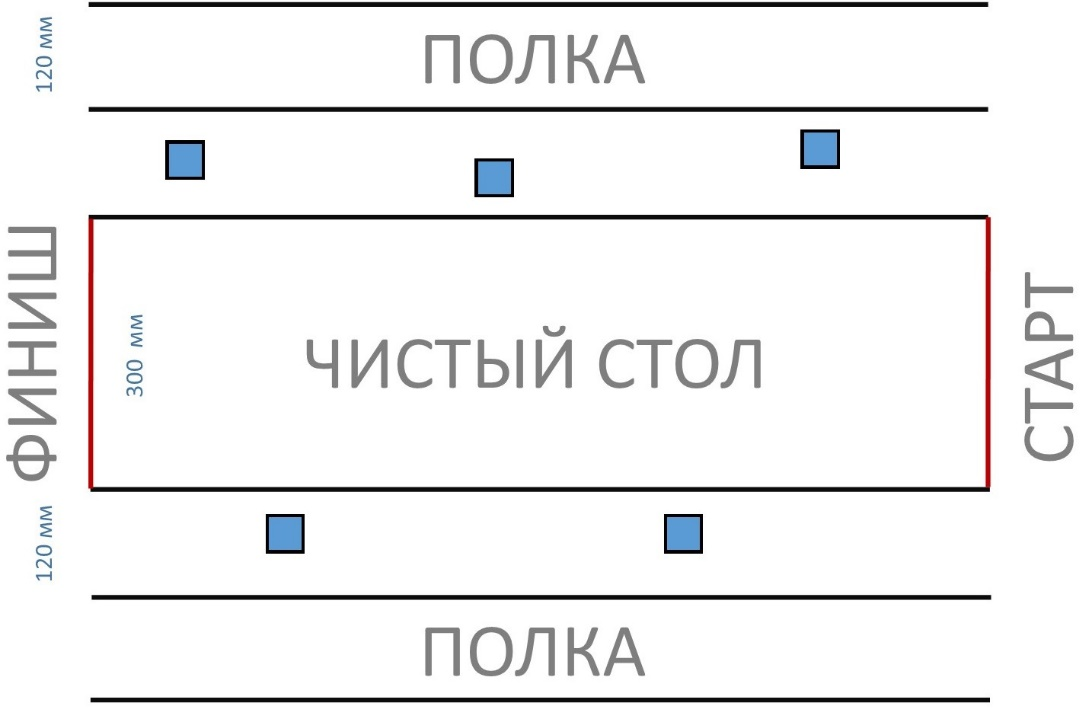 120 мм
ПОЛКА
ФИНИШ
300 мм
ЧИСТЫЙ СТОЛ
СТАРТ
120 мм
ПОЛКА